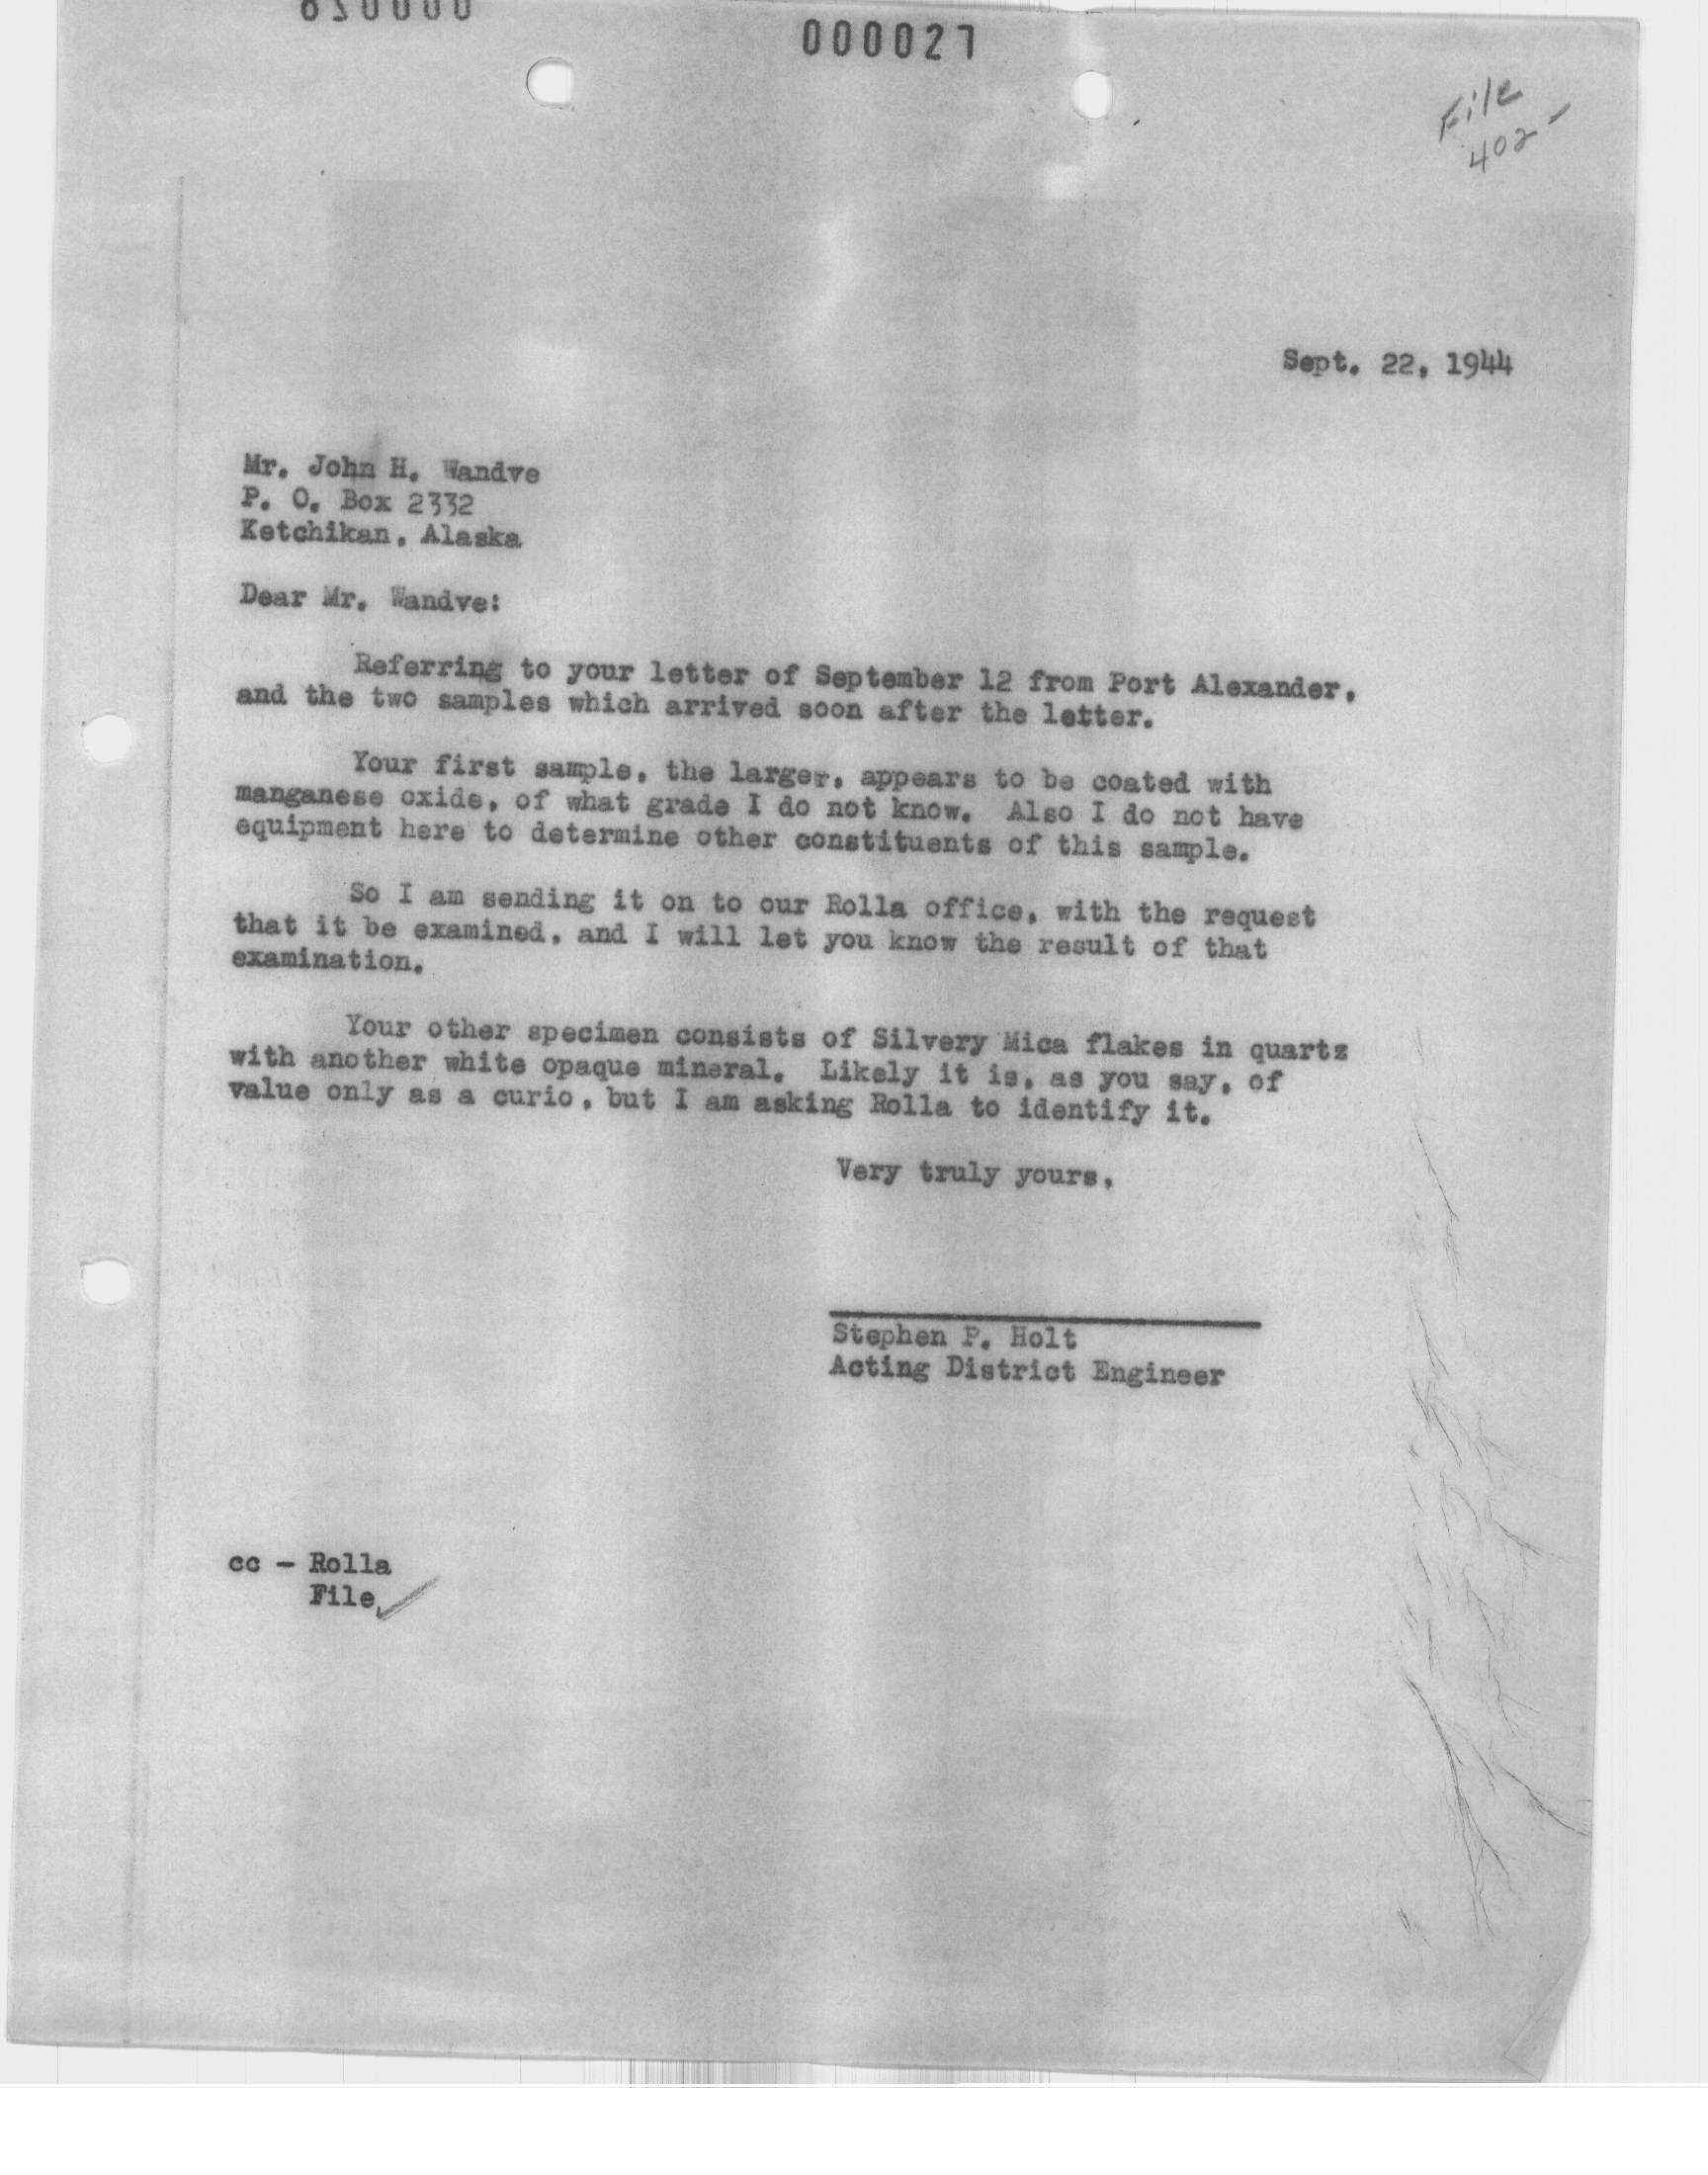 000027
File
402-
Sept. 22, 1944
Mr. John H. Wandve
P. O. Box 2332
Ketchikan, Alaska
Dear Mr. Wandve:
Referring to your letter of September 12 from Port Alexander,
and the two samples which arrived soon after the letter.
Your first sample, the larger, appears to be coated with
manganese oxide, of what grade I do not know. Also I do not have
equipment here to determine other constituents of this sample.
So I am sending it on to our Rolla office, with the request
that it be examined, and I will let you know the result of that
examination.
Your other specimen consists of Silvery Mica flakes in quartz
with another white opaque mineral. Likely it is, as you say, of
value only as a curio, but I am asking Rolla to identify it.
Very truly yours,
Stephen P. Holt
Acting District Engineer
cc - Rolla
File